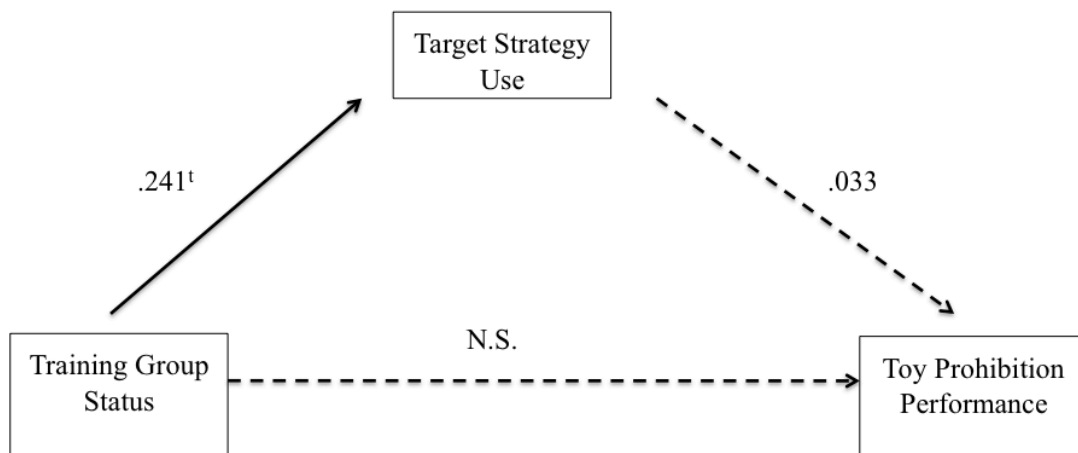 Target Strategy
Use
.241ᵗ
.033
N.S.
Training Group
Status
Toy Prohibition
Performance